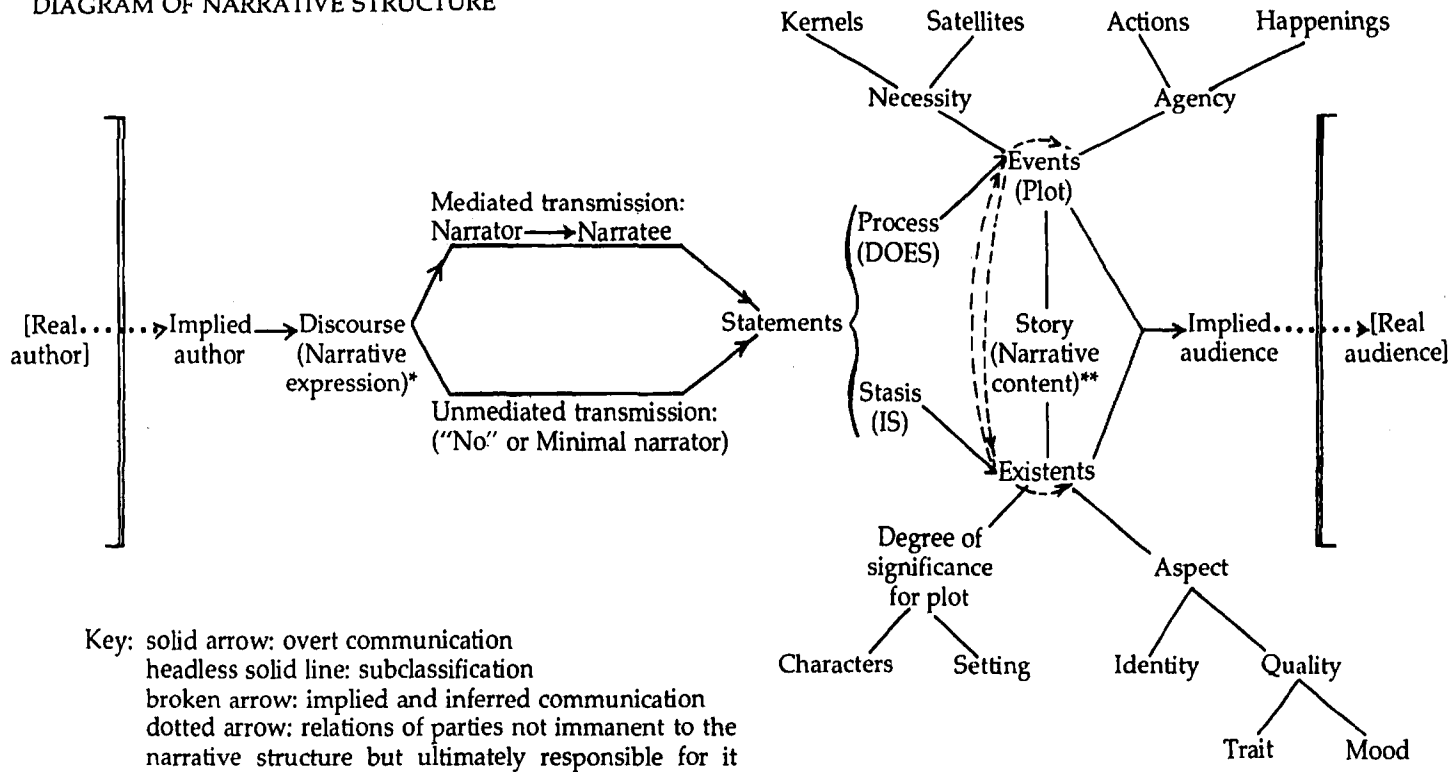 DIAGRAM OF NARRATIVE STRUCTURE
Kernels Satellites Actions Happenings
Necessity Agency
Events
(Plot)
Mediated transmission:
Narrator Narratee
Process
(DOES)
[Real
author]
Implied
author
Discourse
(Narrative
expression)*
Statements
Story
(Narrative
content)**
Implied
audience
[Real
audience]
Unmediated transmission:
("No" or Minimal narrator)
Stasis
(IS)
Existents
Degree of
significance
for plot
Aspect
Characters Setting Identity Quality
Trait Mood
Key: solid arrow: overt communication
headless solid line: subclassification
broken arrow: implied and inferred communication
dotted arrow: relations of parties not immanent to the
narrative structure but ultimately responsible for it